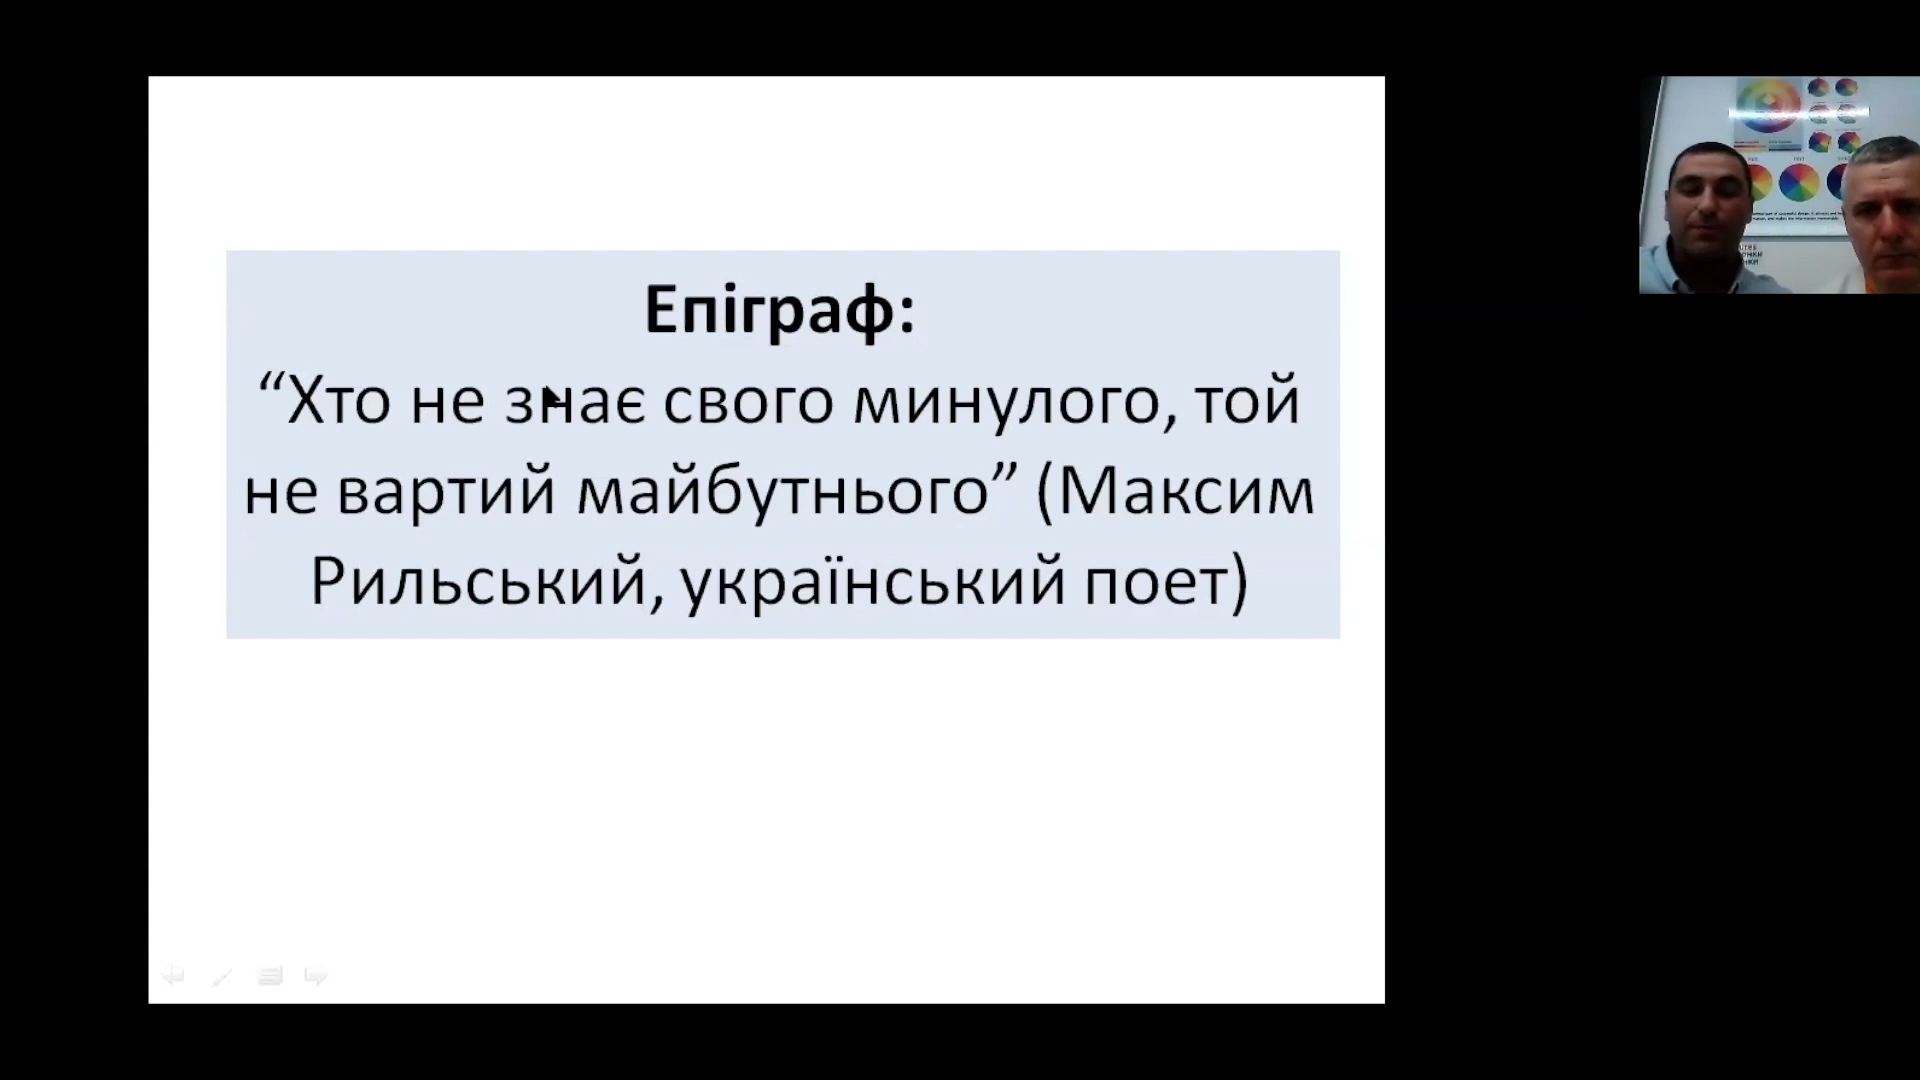 Епіграф:
“Хто не знає свого минулого, той
не вартий майбутнього” (Максим
Рильський, український поет)